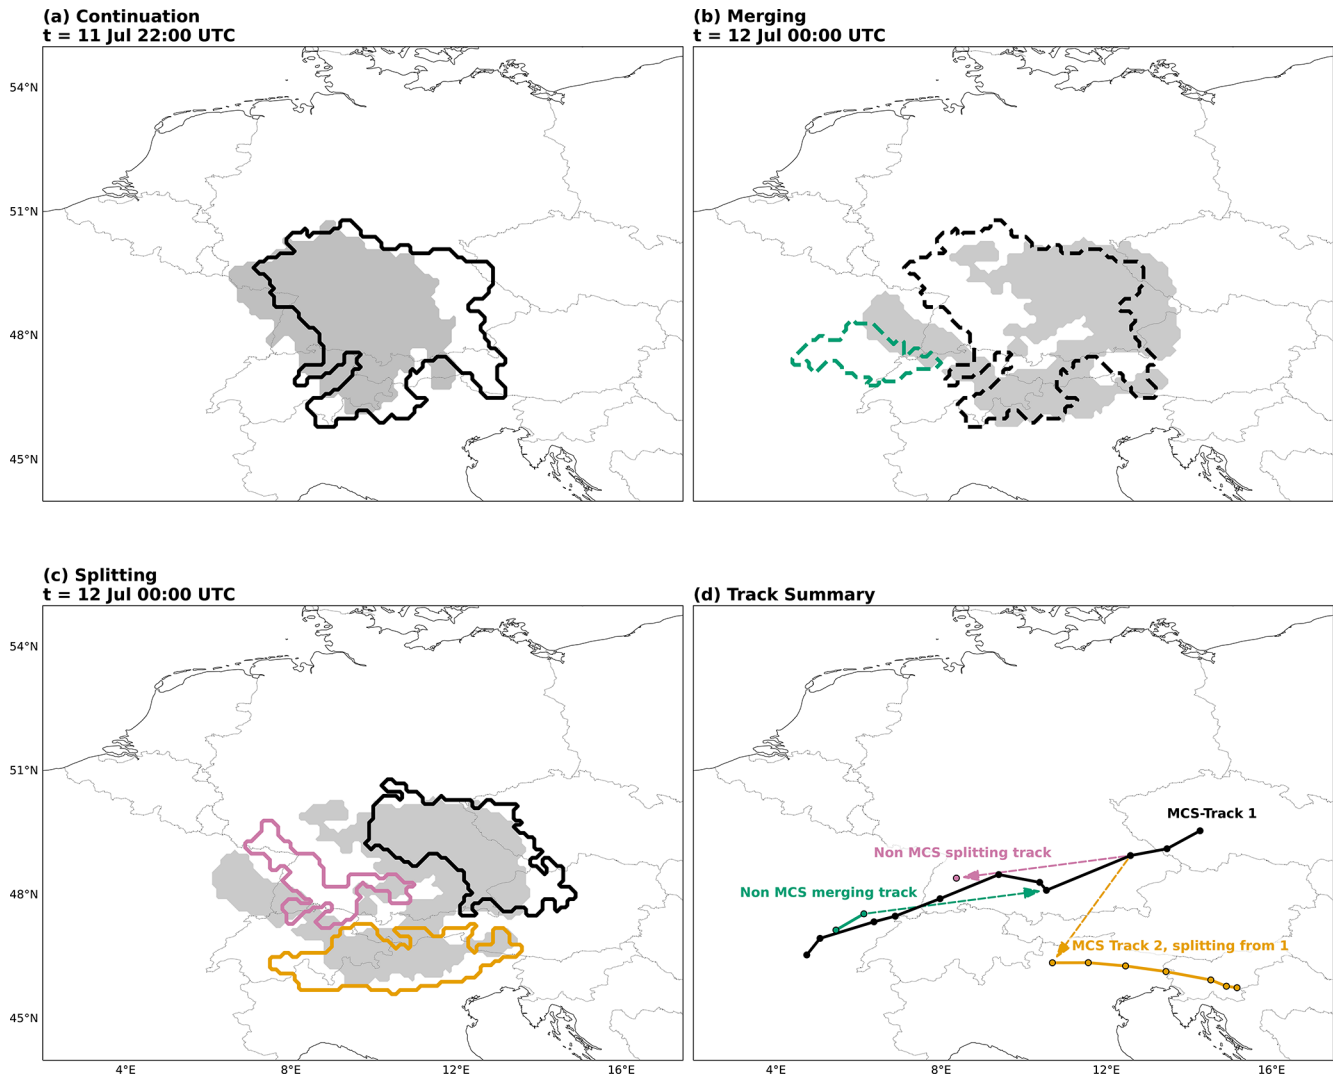 (a) Continuation
t = 11 Jul 22:00 UTC
(b) Merging
t = 12 Jul 00:00 UTC
54°N
51°N
48°N
45°N
(c) Splitting
t = 12 Jul 00:00 UTC
(d) Track Summary
54°N
51°N
48°N
45°N
MCS-Track 1
Non MCS splitting track
Non MCS merging track
MCS Track 2, splitting from 1
4°E
8°E
12°E
16°E
4°E
8°E
12°E
16°E